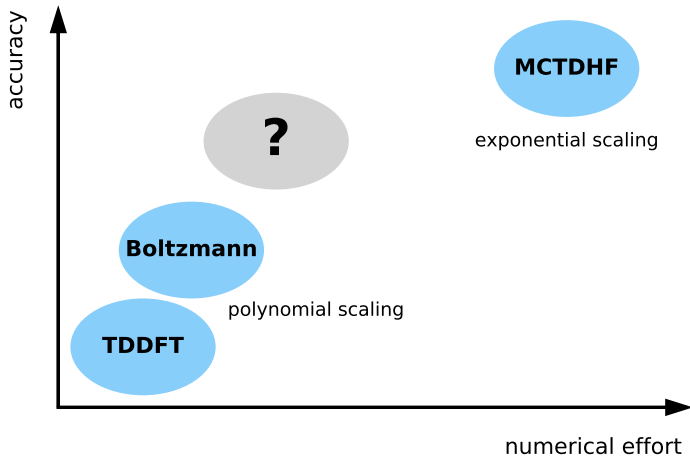 accuracy
MCTDHF
?
exponential scaling
Boltzmann
polynomial scaling
TDDFT
numerical effort